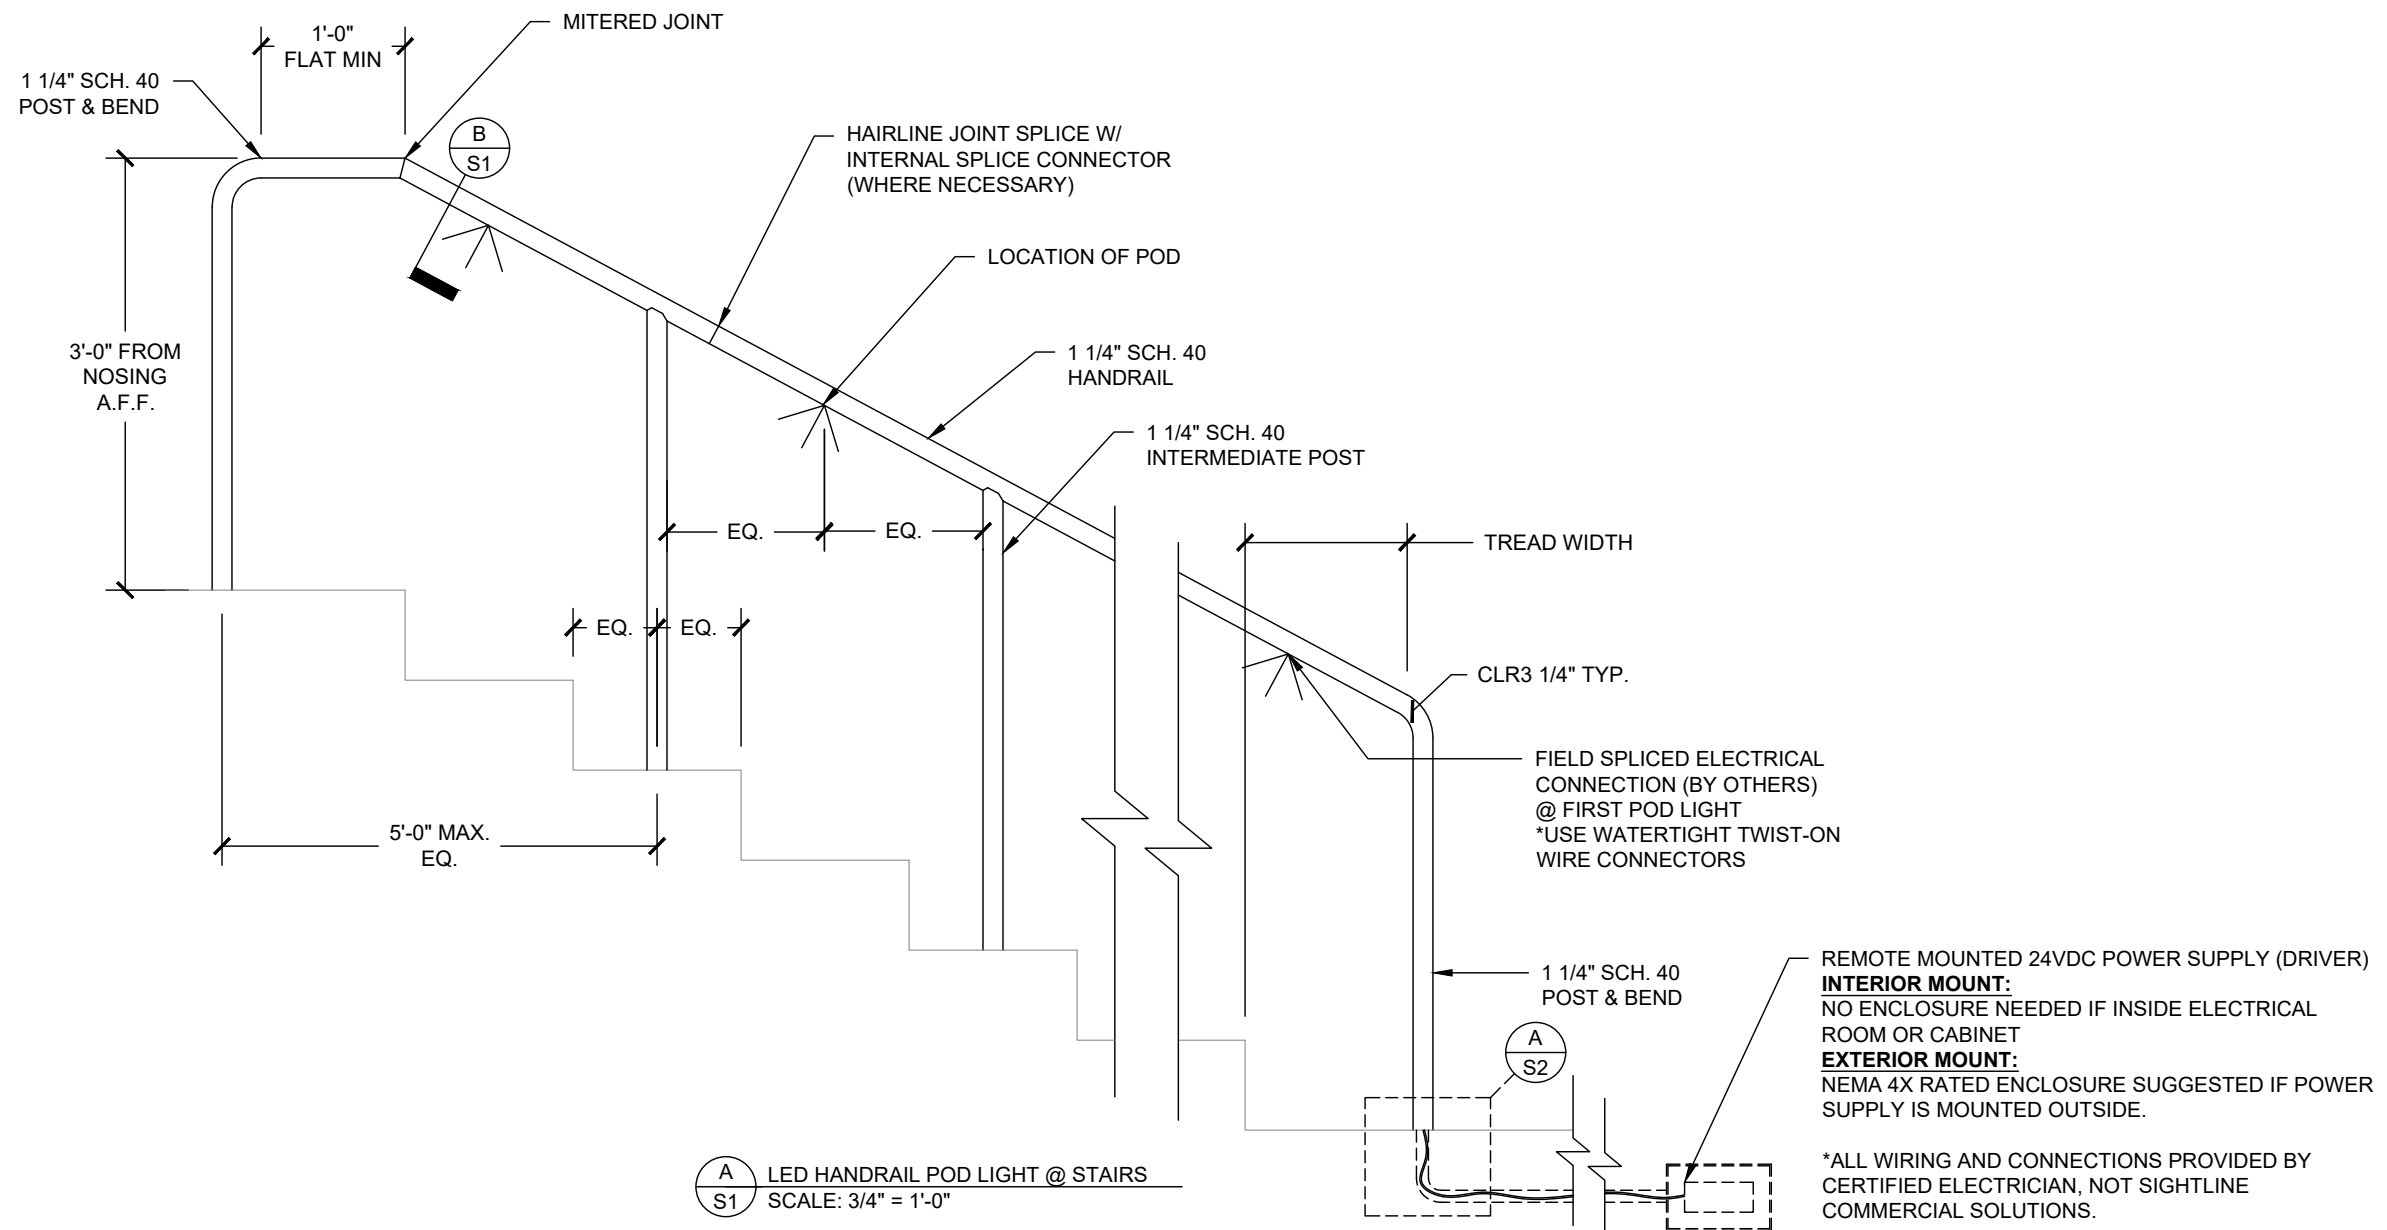 MITERED JOINT
1'-0"
FLAT MIN
1 1/4" SCH. 40
POST & BEND
B
S1
HAIRLINE JOINT SPLICE W/
INTERNAL SPLICE CONNECTOR
(WHERE NECESSARY)
LOCATION OF POD
3'-0" FROM
NOSING
A.F.F.
1 1/4" SCH. 40
HANDRAIL
1 1/4" SCH. 40
INTERMEDIATE POST
EQ.
EQ.
TREAD WIDTH
EQ.
EQ.
CLR3 1/4" TYP.
FIELD SPLICED ELECTRICAL
CONNECTION (BY OTHERS)
@ FIRST POD LIGHT
*USE WATERTIGHT TWIST-ON
WIRE CONNECTORS
5'-0" MAX.
EQ.
1 1/4" SCH. 40
POST & BEND
REMOTE MOUNTED 24VDC POWER SUPPLY (DRIVER)
INTERIOR MOUNT:
NO ENCLOSURE NEEDED IF INSIDE ELECTRICAL
ROOM OR CABINET
EXTERIOR MOUNT:
NEMA 4X RATED ENCLOSURE SUGGESTED IF POWER
SUPPLY IS MOUNTED OUTSIDE.
*ALL WIRING AND CONNECTIONS PROVIDED BY
CERTIFIED ELECTRICIAN, NOT SIGHTLINE
COMMERCIAL SOLUTIONS.
A
S2
A
S1
LED HANDRAIL POD LIGHT @ STAIRS
SCALE: 3/4" = 1'-0"